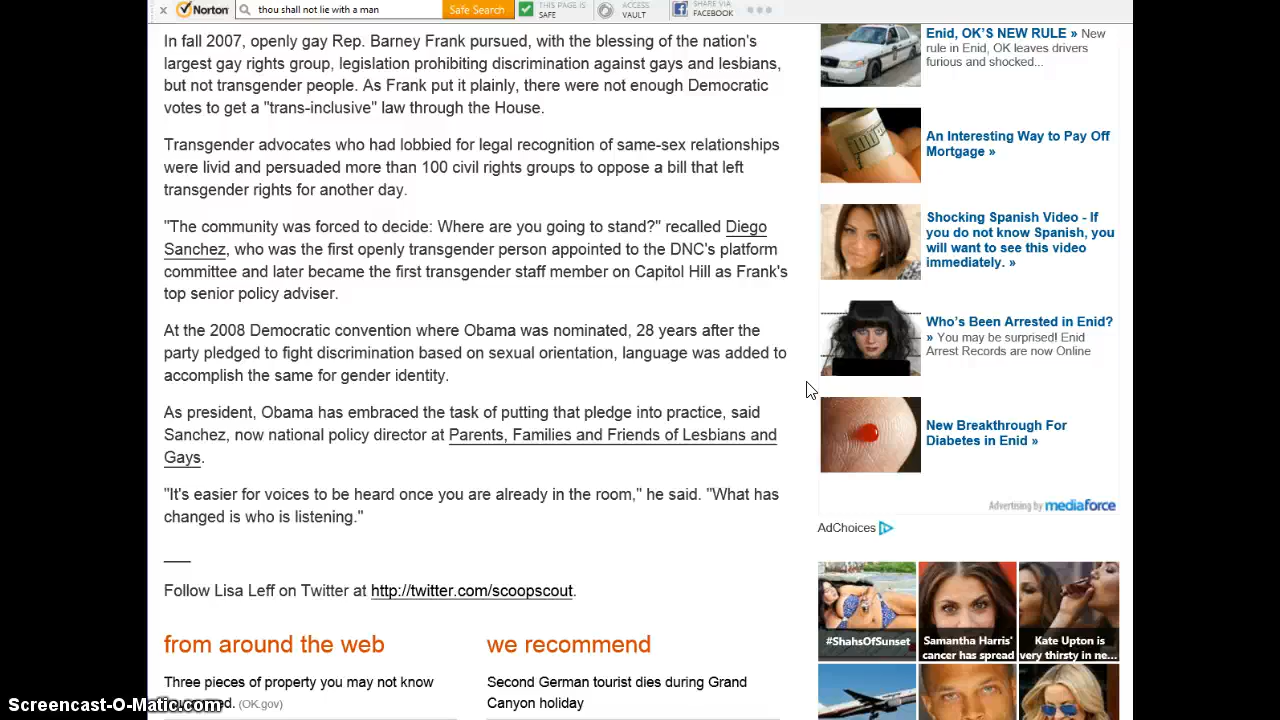 Norton
thou shall not lie with a man
Safe Search
THIS PAGE IS
SAFE
ACCESS
VAULT
SHARE VIA
FACEBOOK
In fall 2007, openly gay Rep. Barney Frank pursued, with the blessing of the nation's
largest gay rights group, legislation prohibiting discrimination against gays and lesbians,
but not transgender people. As Frank put it plainly, there were not enough Democratic
votes to get a "trans-inclusive" law through the House.
Transgender advocates who had lobbied for legal recognition of same-sex relationships
were livid and persuaded more than 100 civil rights groups to oppose a bill that left
transgender rights for another day.
"The community was forced to decide: Where are you going to stand?" recalled Diego
Sanchez, who was the first openly transgender person appointed to the DNC's platform
committee and later became the first transgender staff member on Capitol Hill as Frank's
top senior policy adviser.
At the 2008 Democratic convention where Obama was nominated, 28 years after the
party pledged to fight discrimination based on sexual orientation, language was added to
accomplish the same for gender identity.
As president, Obama has embraced the task of putting that pledge into practice, said
Sanchez, now national policy director at Parents, Families and Friends of Lesbians and
Gays.
"It's easier for voices to be heard once you are already in the room," he said. "What has
changed is who is listening."
Follow Lisa Leff on Twitter at http://twitter.com/scoopscout.
from around the web
Three pieces of property you may not know
ed. (OK.gov)
we recommend
Second German tourist dies during Grand
Canyon holiday
Enid, OK'S NEW RULE » New
rule in Enid, OK leaves drivers
furious and shocked...
An Interesting Way to Pay Off
Mortgage »
Shocking Spanish Video - If
you do not know Spanish, you
will want to see this video
immediately. »
Who's Been Arrested in Enid?
» You may be surprised! Enid
Arrest Records are now Online
New Breakthrough For
Diabetes in Enid »
Advertising by mediaforce
AdChoices
#ShahsOfSunset
Samantha Harris'
cancer has spread
Kate Upton is
very thirsty in ne...
Screencast-O-Matic.com